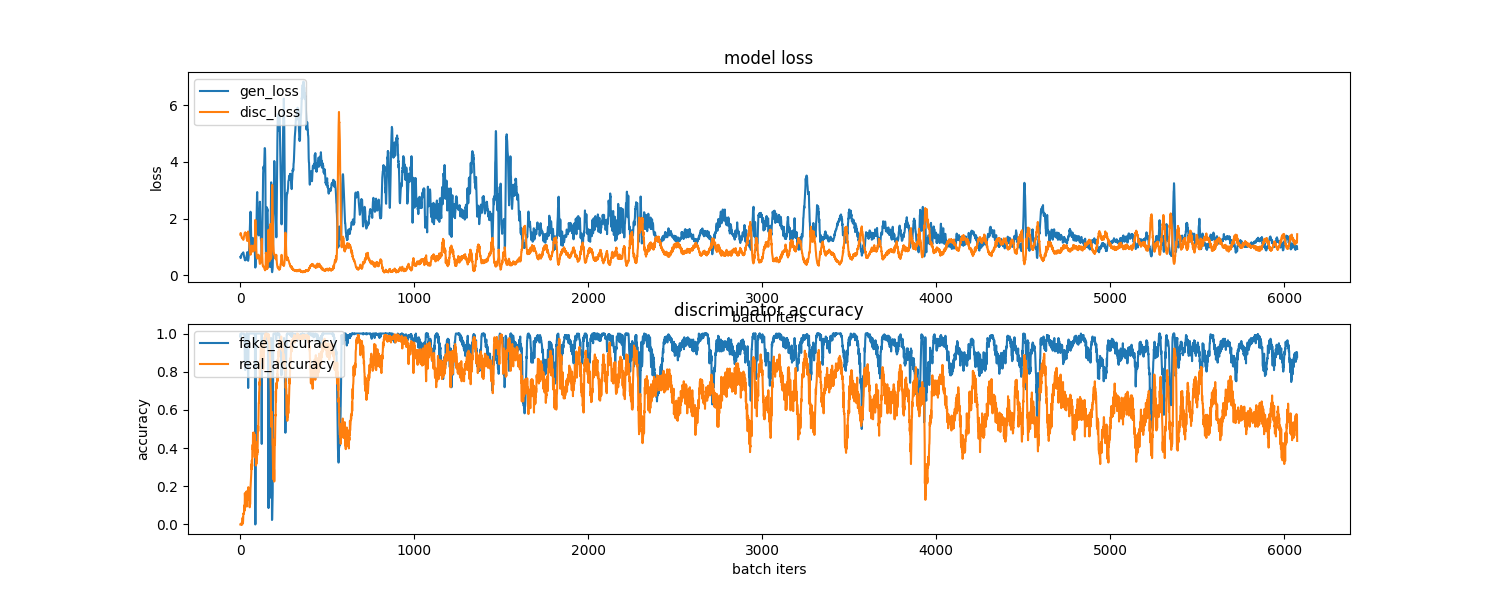 model loss
gen_loss
disc_loss
loss
6
4
2
0
0 1000 2000 3000 4000 5000 6000
batch iters
discriminator accuracy
fake_accuracy
real_accuracy
accuracy
1.0
0.8
0.6
0.4
0.2
0.0
0 1000 2000 3000 4000 5000 6000
batch iters